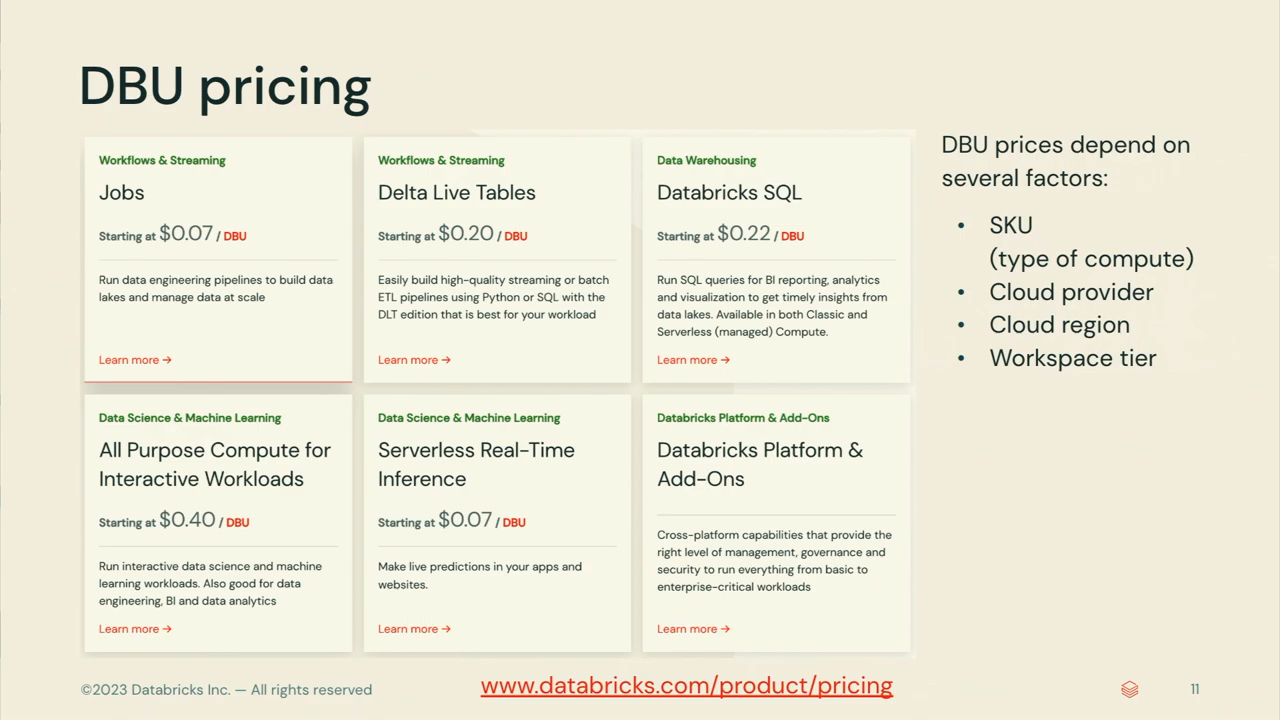 DBU pricing
Workflows & Streaming
Jobs
Starting at $0.07 / DBU
Run data engineering pipelines to build data
lakes and manage data at scale
Learn more →
Workflows & Streaming
Delta Live Tables
Starting at $0.20 / DBU
Easily build high-quality streaming or batch
ETL pipelines using Python or SQL with the
DLT edition that is best for your workload
Learn more →
Data Warehousing
Databricks SQL
Starting at $0.22 / DBU
Run SQL queries for BI reporting, analytics
and visualization to get timely insights from
data lakes. Available in both Classic and
Serverless (managed) Compute.
Learn more →
Data Science & Machine Learning
All Purpose Compute for
Interactive Workloads
Starting at $0.40 / DBU
Run interactive data science and machine
learning workloads. Also good for data
engineering, BI and data analytics
Learn more →
Data Science & Machine Learning
Serverless Real-Time
Inference
Starting at $0.07 / DBU
Make live predictions in your apps and
websites.
Learn more →
Databricks Platform & Add-Ons
Databricks Platform &
Add-Ons
Cross-platform capabilities that provide the
right level of management, governance and
security to run everything from basic to
enterprise-critical workloads
Learn more →
DBU prices depend on
several factors:
• SKU
(type of compute)
• Cloud provider
• Cloud region
• Workspace tier
©2023 Databricks Inc. — All rights reserved
www.databricks.com/product/pricing
11